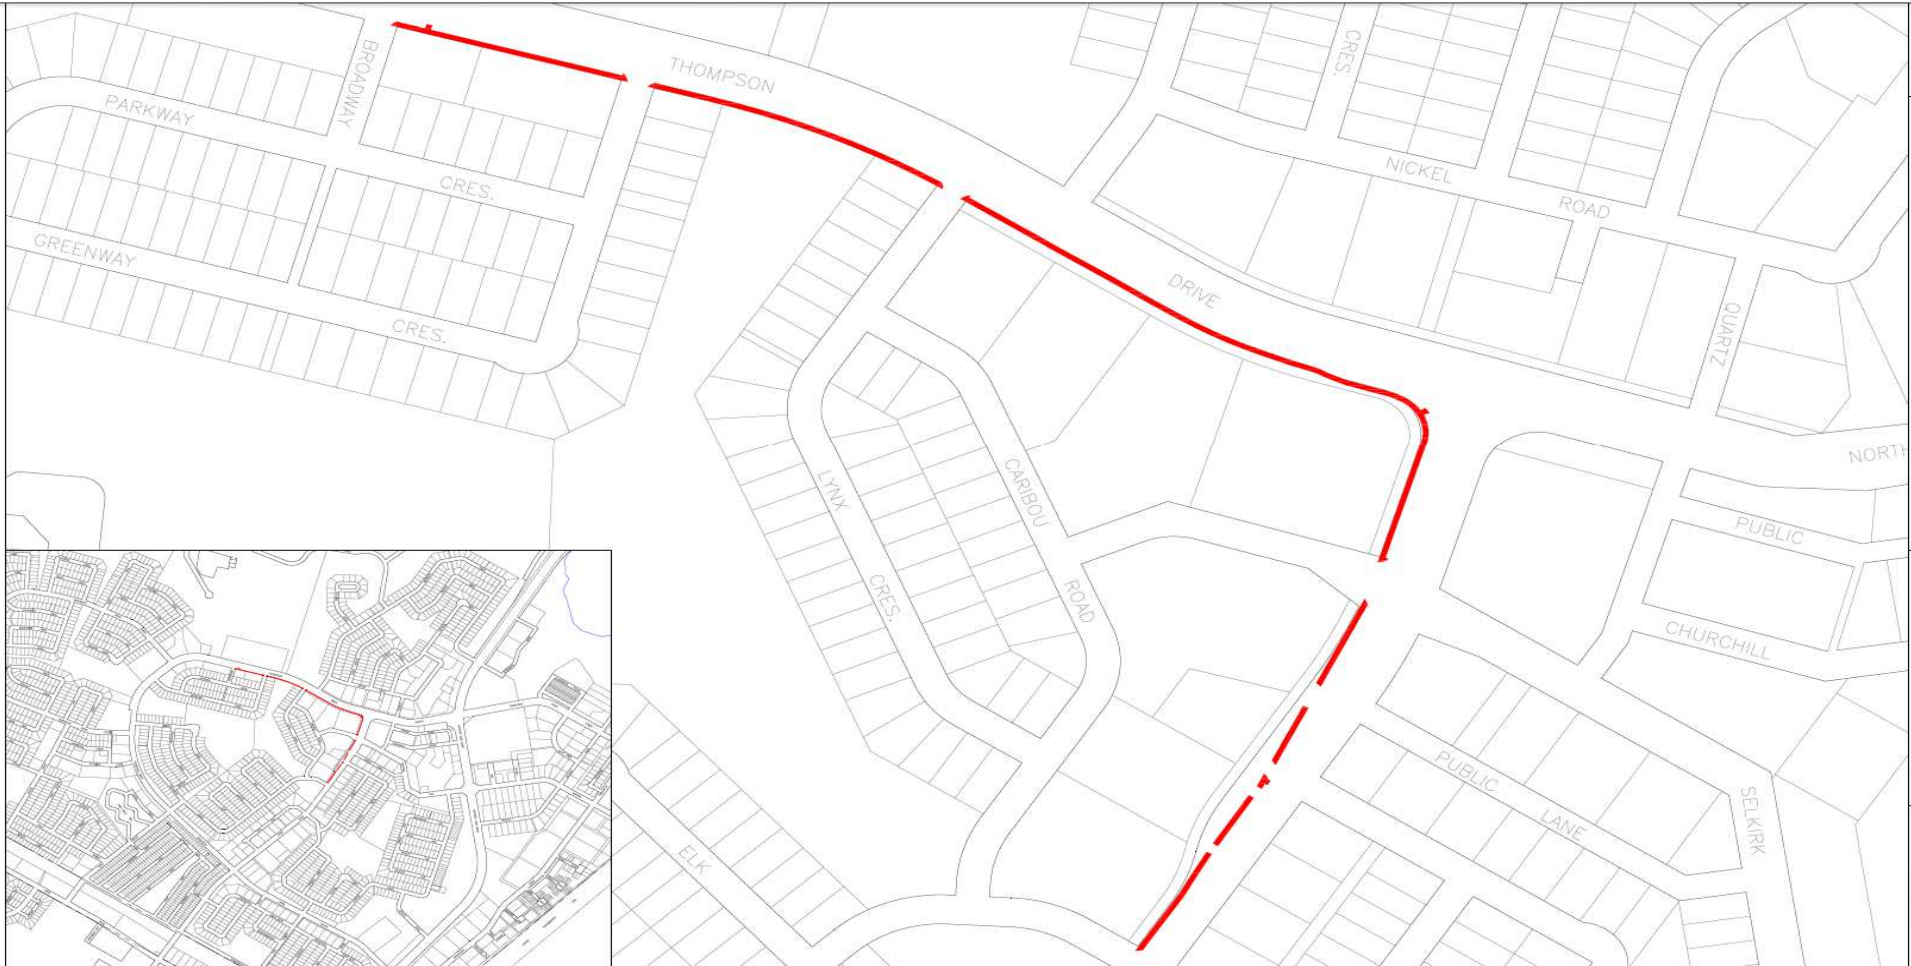 BROADWAY
THOMPSON
CRES.
PARKWAY
CRES.
NICKEL
ROAD
GREENWAY
CRES.
DRIVE
QUARTZ
NORTH
LYNX
CARIBOU
PUBLIC
CRES.
ROAD
CHURCHILL
PUBLIC
LANE
SELKIRK
ELK